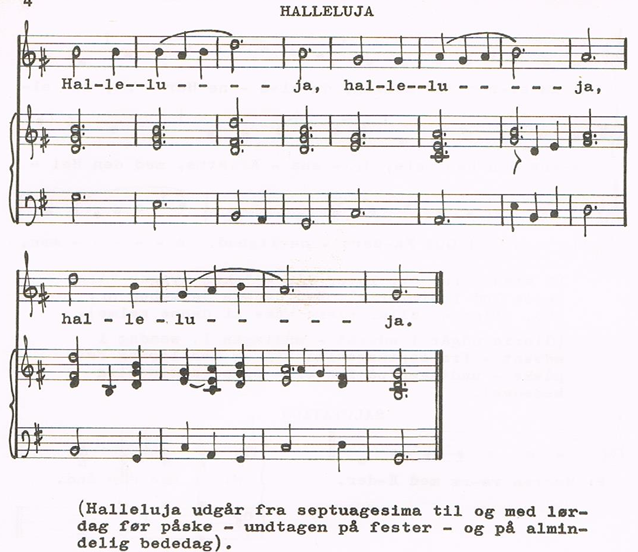 4
HALLELUJA
Hal-le--lu - - - - ja, hal-le--lu - - - - - ja,
hal - le - lu - - - - - ja.
(Halleluja udgår fra septuagesima til og med lør-
dag før påske - undtagen på fester - og på almin-
delig bededag).